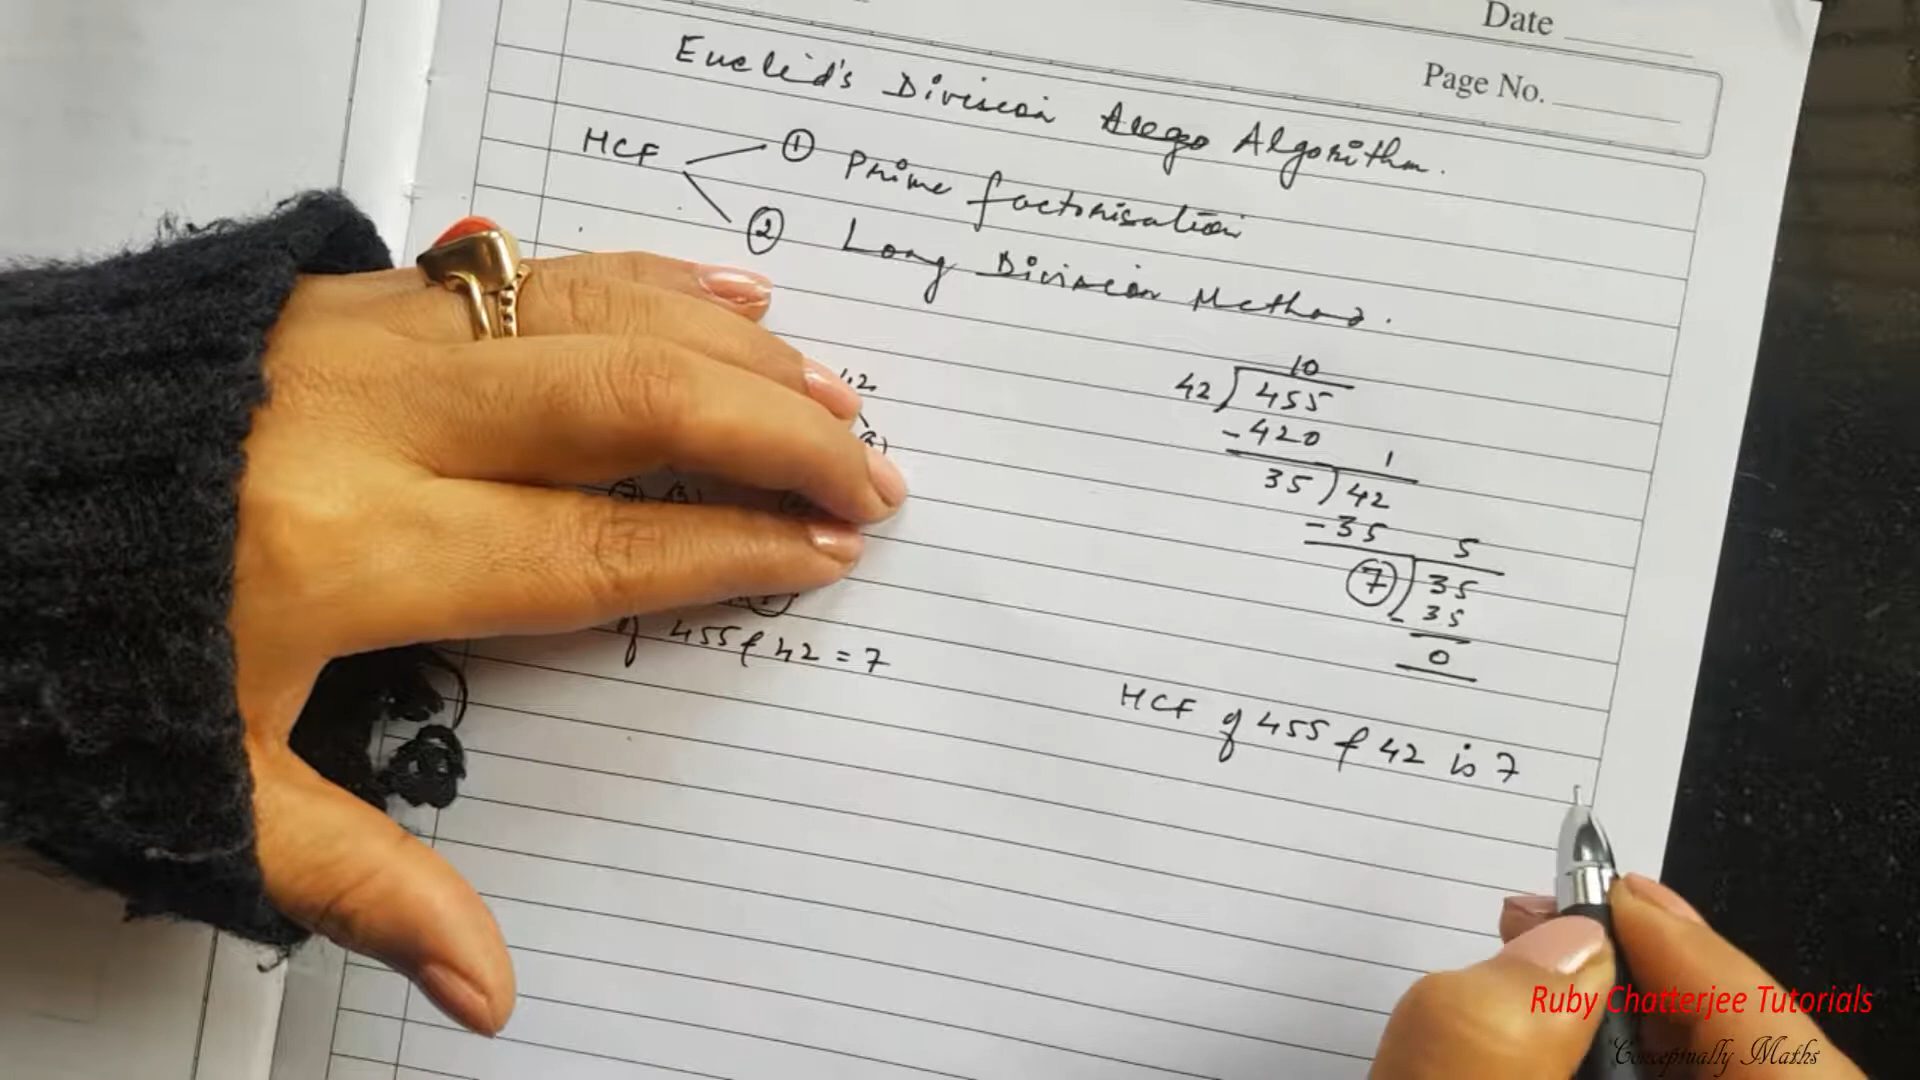 Date
Page No.
Euclid's Division Algorithm.
HCF
① Prime factorisation
② Long Division Method.
10
42 ) 455
- 420
1
35 ) 42
- 35
5
7 ) 35
- 35
0
455 & 42 = 7
HCF of 455 & 42 is 7
Ruby Chatterjee Tutorials
Conceptually Maths